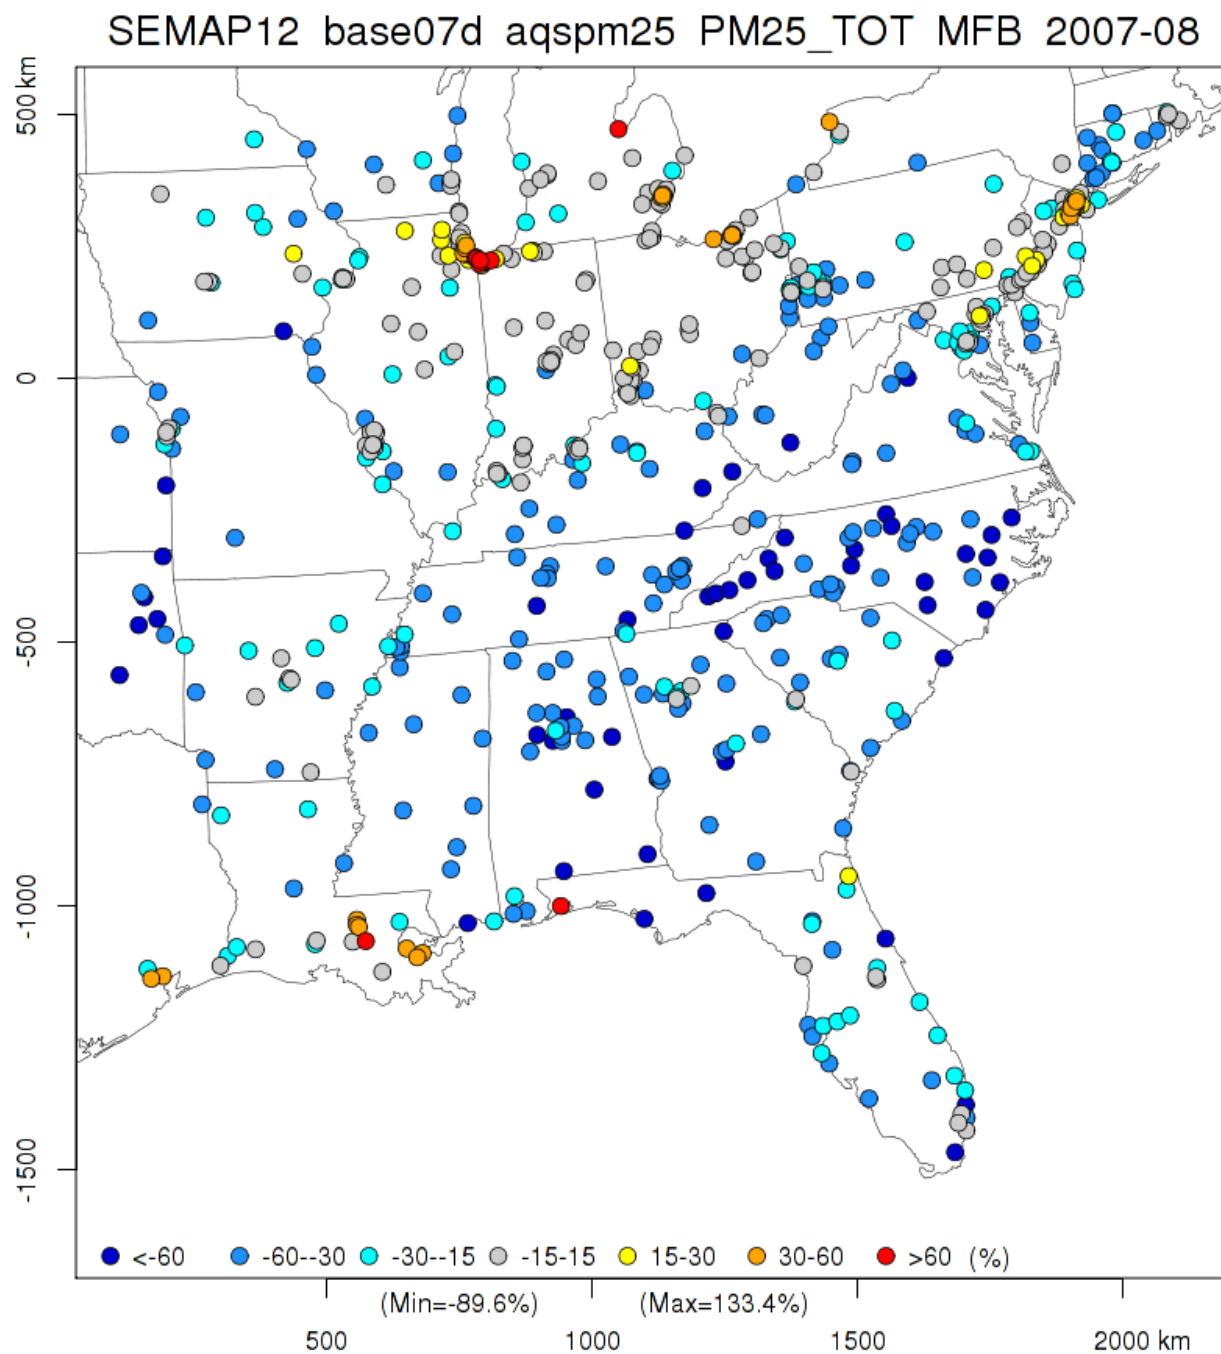 SEMAP12 base07d aqspm25 PM25_TOT MFB 2007-08
500 km
0
-500
-1000
-1500
<-60 -60--30 -30--15 -15-15 15-30 30-60 >60 (%)
(Min=-89.6%) (Max=133.4%)
500 1000 1500 2000 km